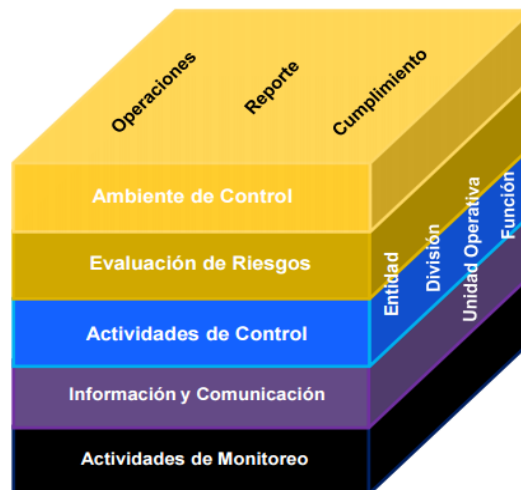 Operaciones
Reporte
Cumplimiento
Ambiente de Control
Evaluación de Riesgos
Actividades de Control
Información y Comunicación
Actividades de Monitoreo
Entidad
División
Unidad Operativa
Función